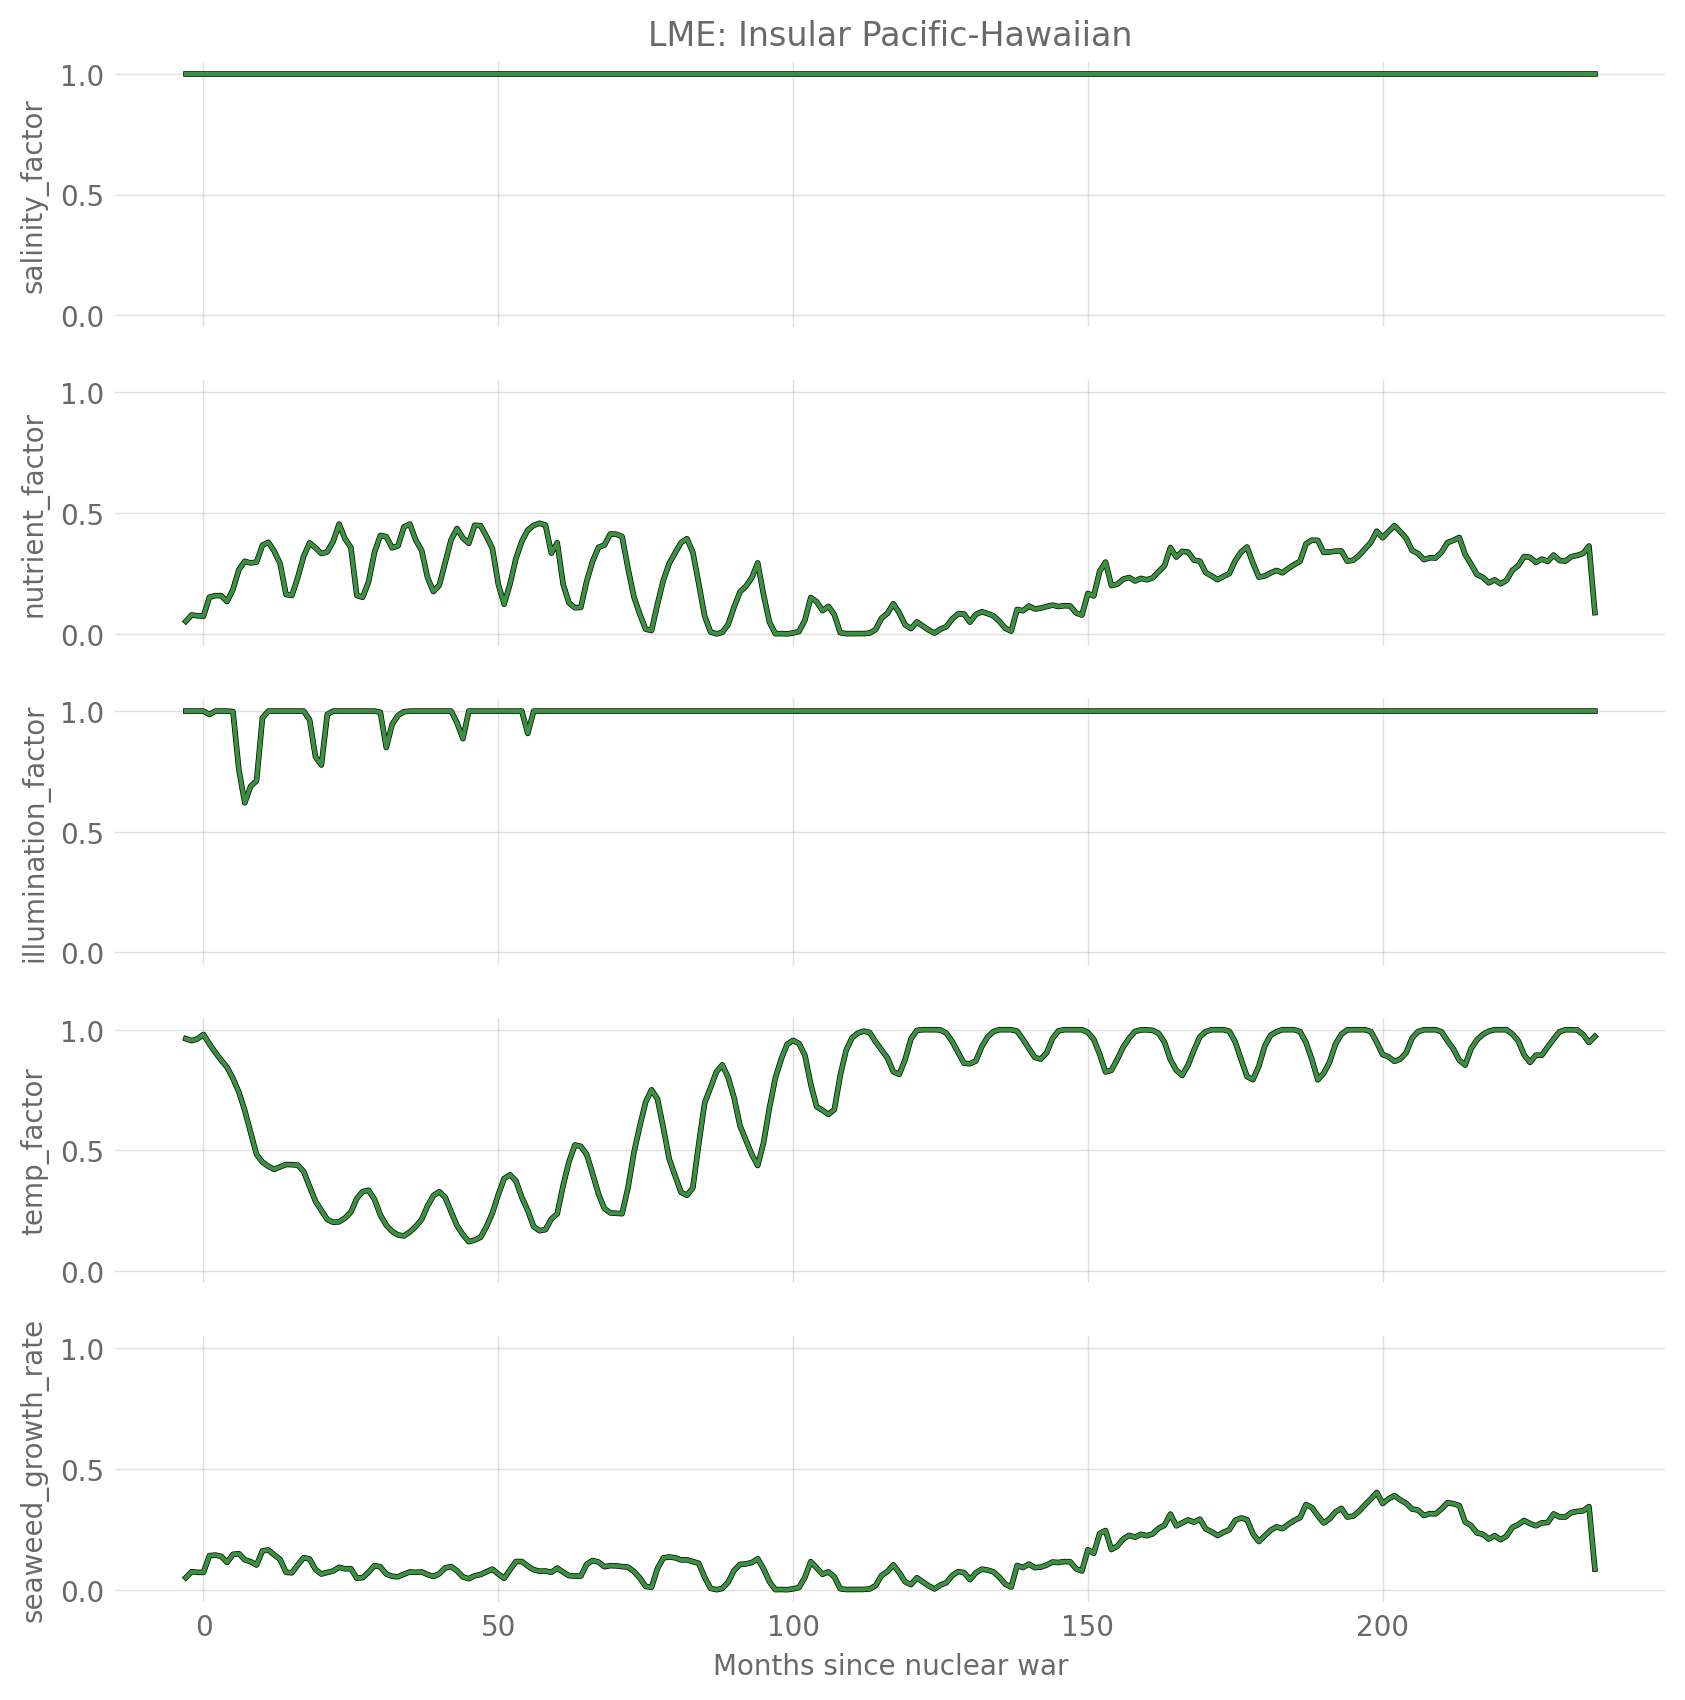 LME: Insular Pacific-Hawaiian
salinity_factor
1.0
0.5
0.0
nutrient_factor
1.0
0.5
0.0
illumination_factor
1.0
0.5
0.0
temp_factor
1.0
0.5
0.0
seaweed_growth_rate
1.0
0.5
0.0
0 50 100 150 200
Months since nuclear war